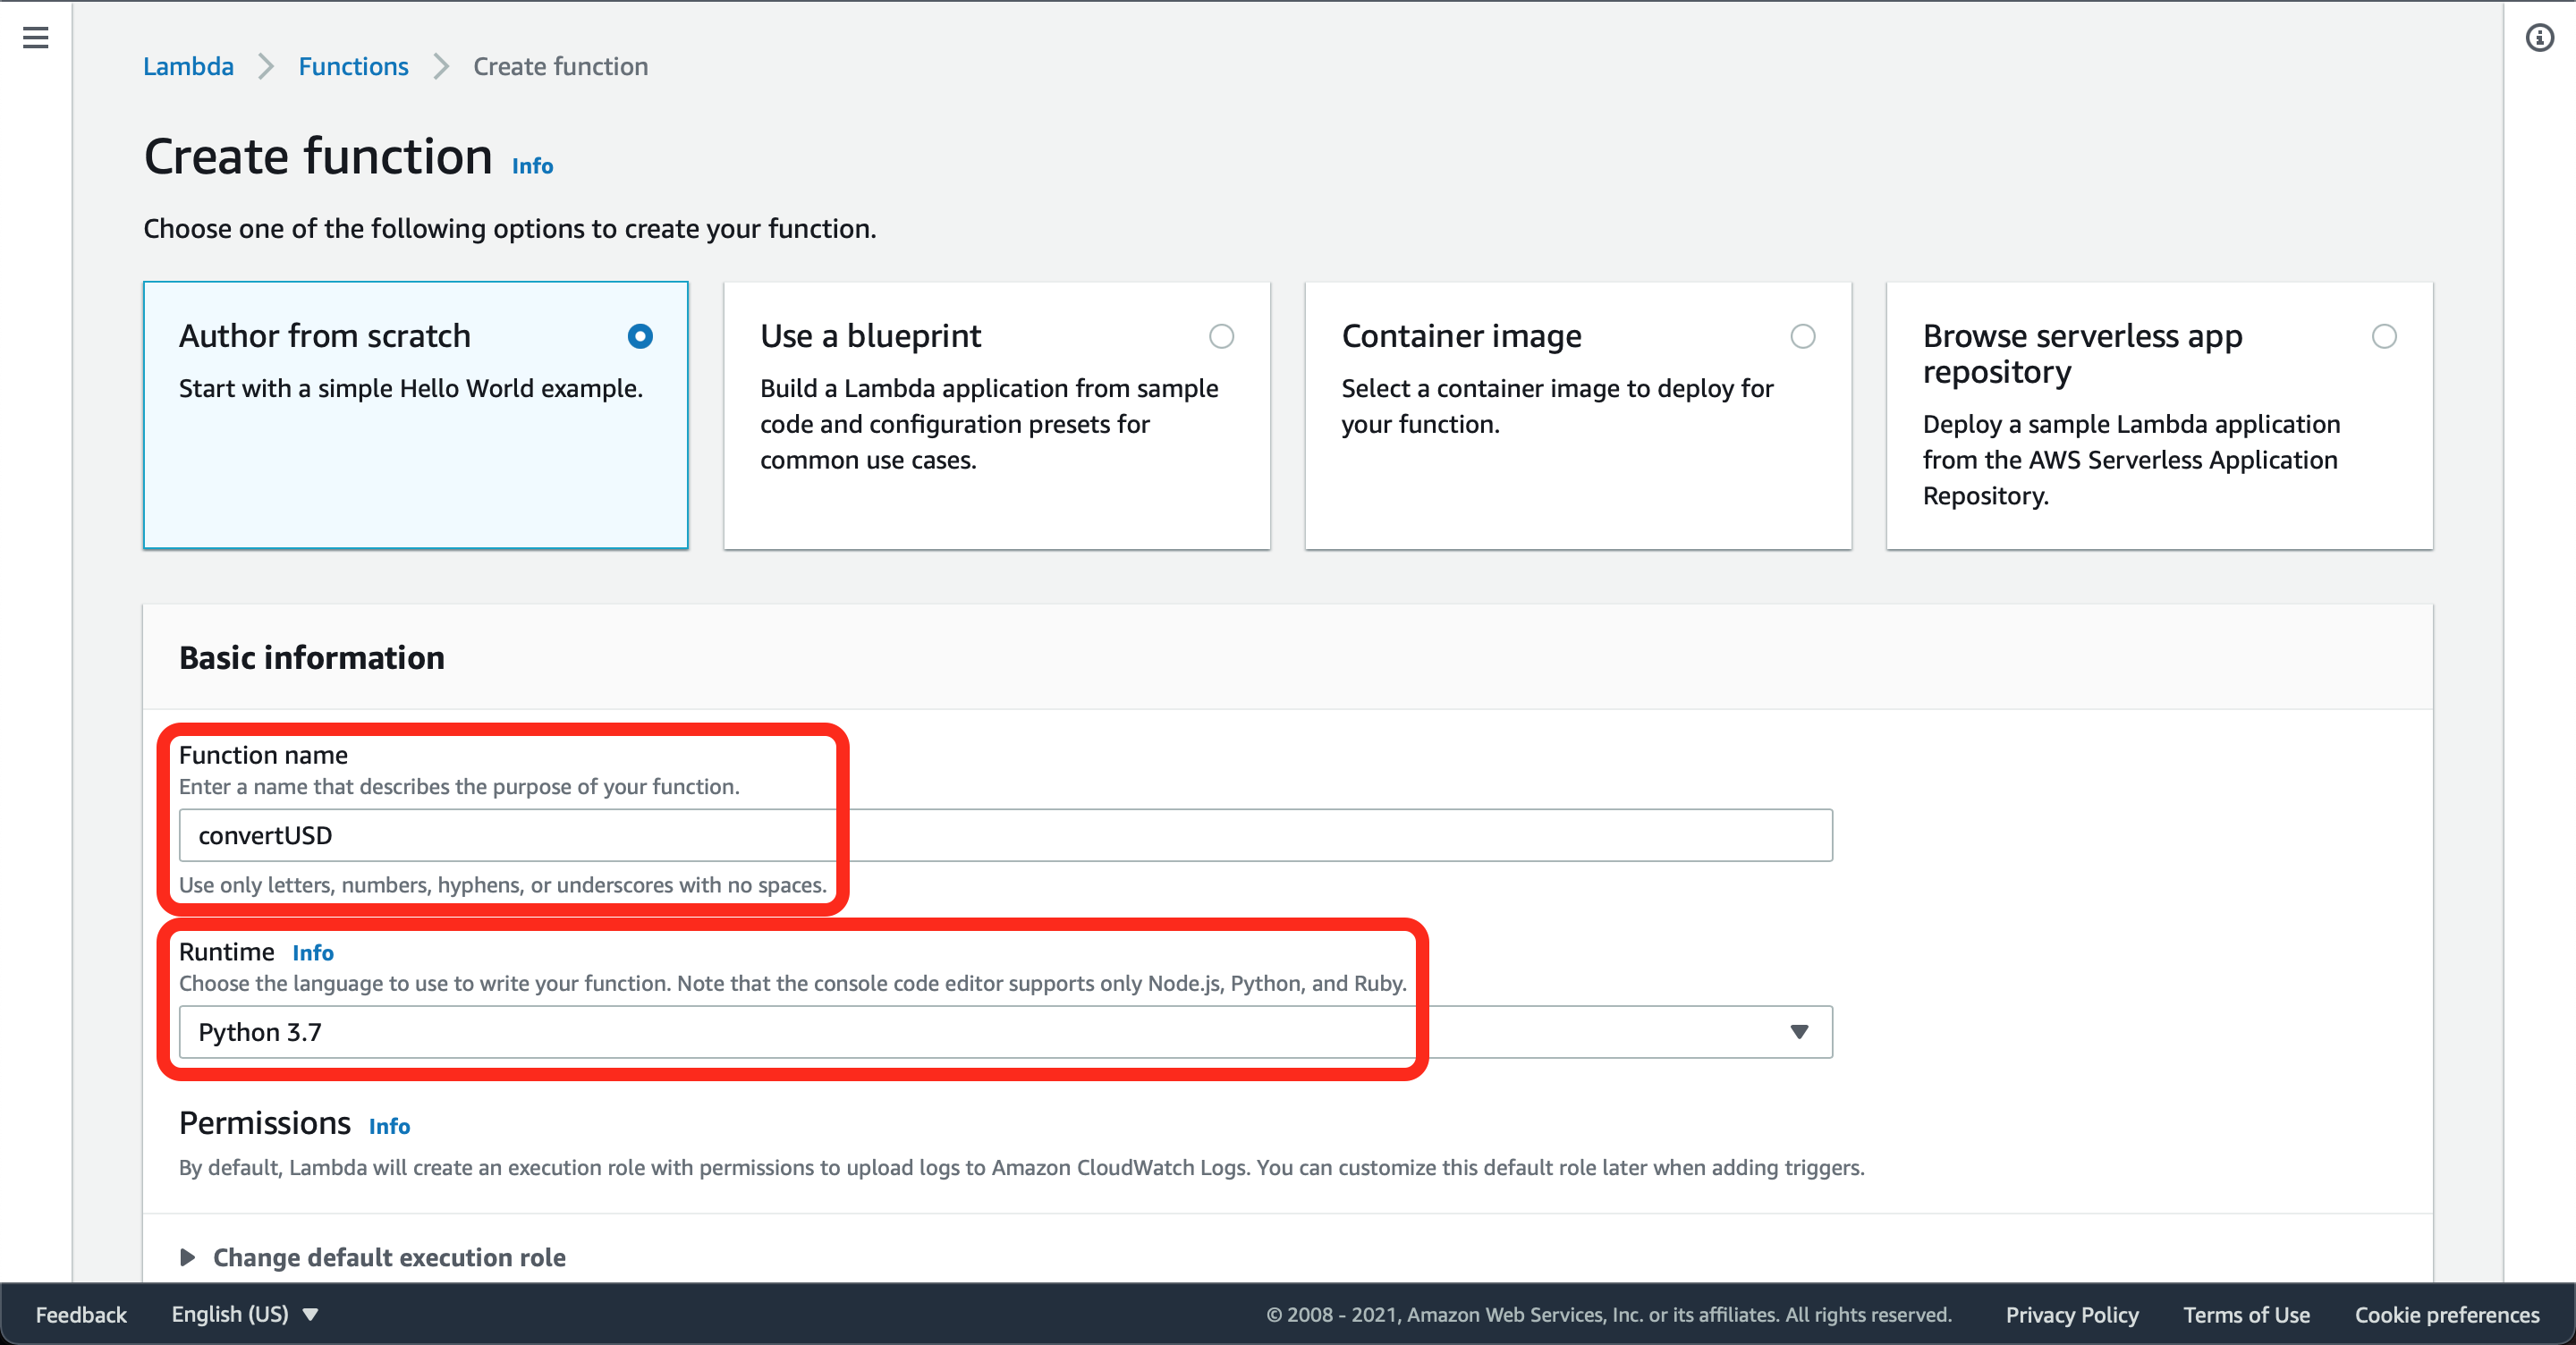 Lambda > Functions > Create function
Create function Info
Choose one of the following options to create your function.
Author from scratch
Start with a simple Hello World example.
Use a blueprint
Build a Lambda application from sample
code and configuration presets for
common use cases.
Container image
Select a container image to deploy for
your function.
Browse serverless app
repository
Deploy a sample Lambda application
from the AWS Serverless Application
Repository.
Basic information
Function name
Enter a name that describes the purpose of your function.
convertUSD
Use only letters, numbers, hyphens, or underscores with no spaces.
Runtime Info
Choose the language to use to write your function. Note that the console code editor supports only Node.js, Python, and Ruby.
Python 3.7
Permissions Info
By default, Lambda will create an execution role with permissions to upload logs to Amazon CloudWatch Logs. You can customize this default role later when adding triggers.
Change default execution role
Feedback English (US) © 2008 - 2021, Amazon Web Services, Inc. or its affiliates. All rights reserved. Privacy Policy Terms of Use Cookie preferences